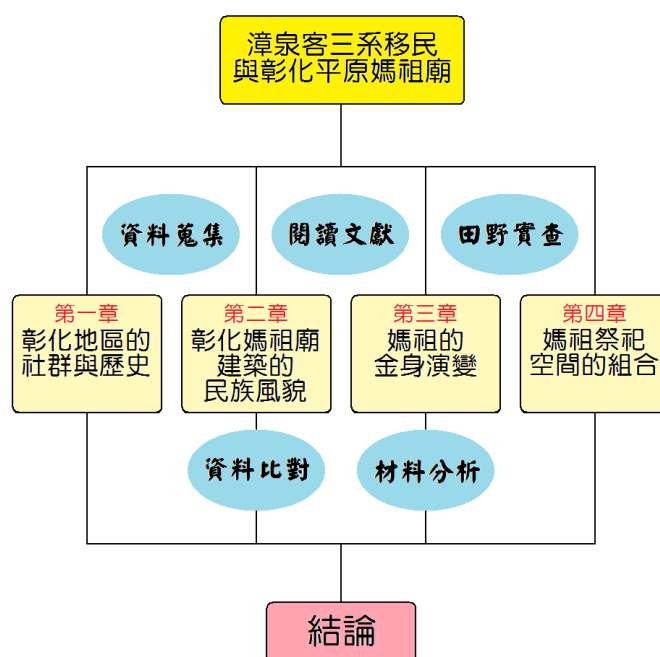 漳泉客三系移民
與彰化平原媽祖廟
資料蒐集
閱讀文獻
田野實查
第一章
彰化地區的
社群與歷史
第二章
彰化媽祖廟
建築的
民族風貌
第三章
媽祖的
金身演變
第四章
媽祖祭祀
空間的組合
資料比對
材料分析
結論